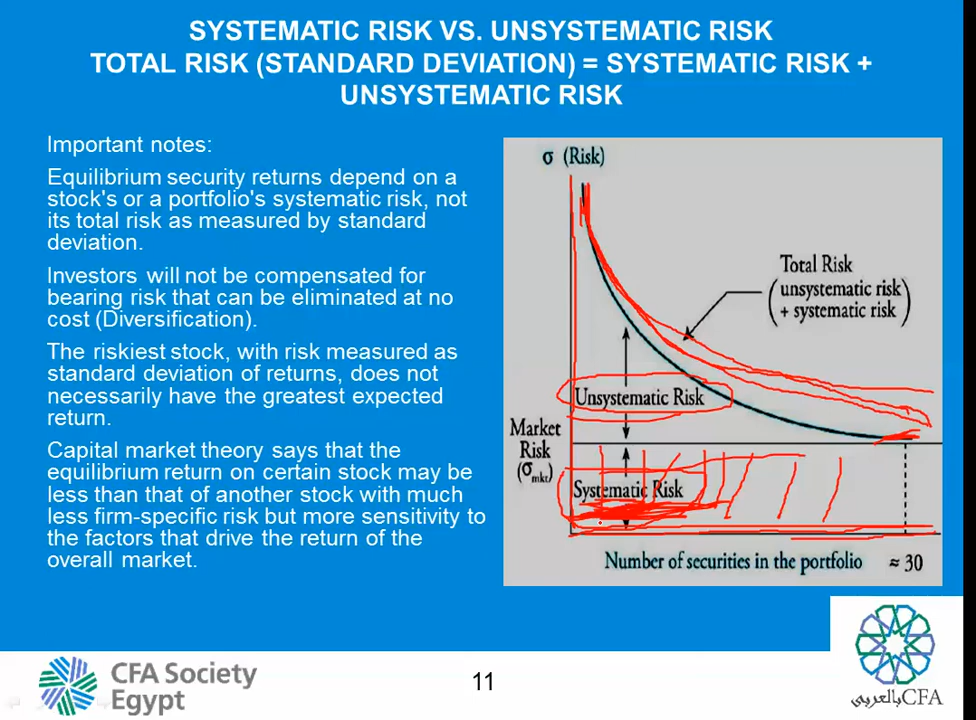 SYSTEMATIC RISK VS. UNSYSTEMATIC RISK
TOTAL RISK (STANDARD DEVIATION) = SYSTEMATIC RISK +
UNSYSTEMATIC RISK
Important notes:
Equilibrium security returns depend on a
stock's or a portfolio's systematic risk, not
its total risk as measured by standard
deviation.
Investors will not be compensated for
bearing risk that can be eliminated at no
cost (Diversification).
The riskiest stock, with risk measured as
standard deviation of returns, does not
necessarily have the greatest expected
return.
Capital market theory says that the
equilibrium return on certain stock may be
less than that of another stock with much
less firm-specific risk but more sensitivity to
the factors that drive the return of the
overall market.
σ (Risk)
Total Risk
(unsystematic risk
+ systematic risk)
Unsystematic Risk
Market
Risk
(σmkt)
Systematic Risk
Number of securities in the portfolio ≈ 30
CFA Society
Egypt
11
CFA بالعربي